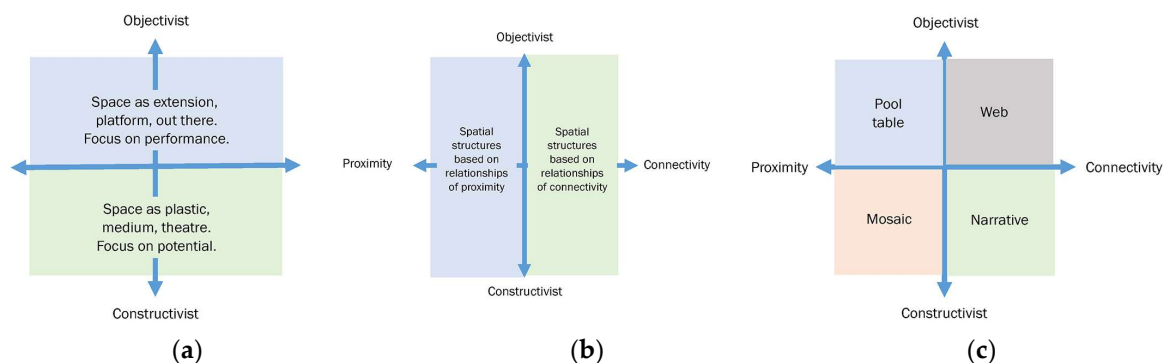 Objectivist
Space as extension,
platform, out there.
Focus on performance.
Space as plastic,
medium, theatre.
Focus on potential.
Constructivist
(a)
Objectivist
Proximity
Spatial
structures
based on
relationships
of proximity
Spatial
structures
based on
relationships
of connectivity
Connectivity
Constructivist
(b)
Objectivist
Pool
table
Web
Proximity
Connectivity
Mosaic
Narrative
Constructivist
(c)